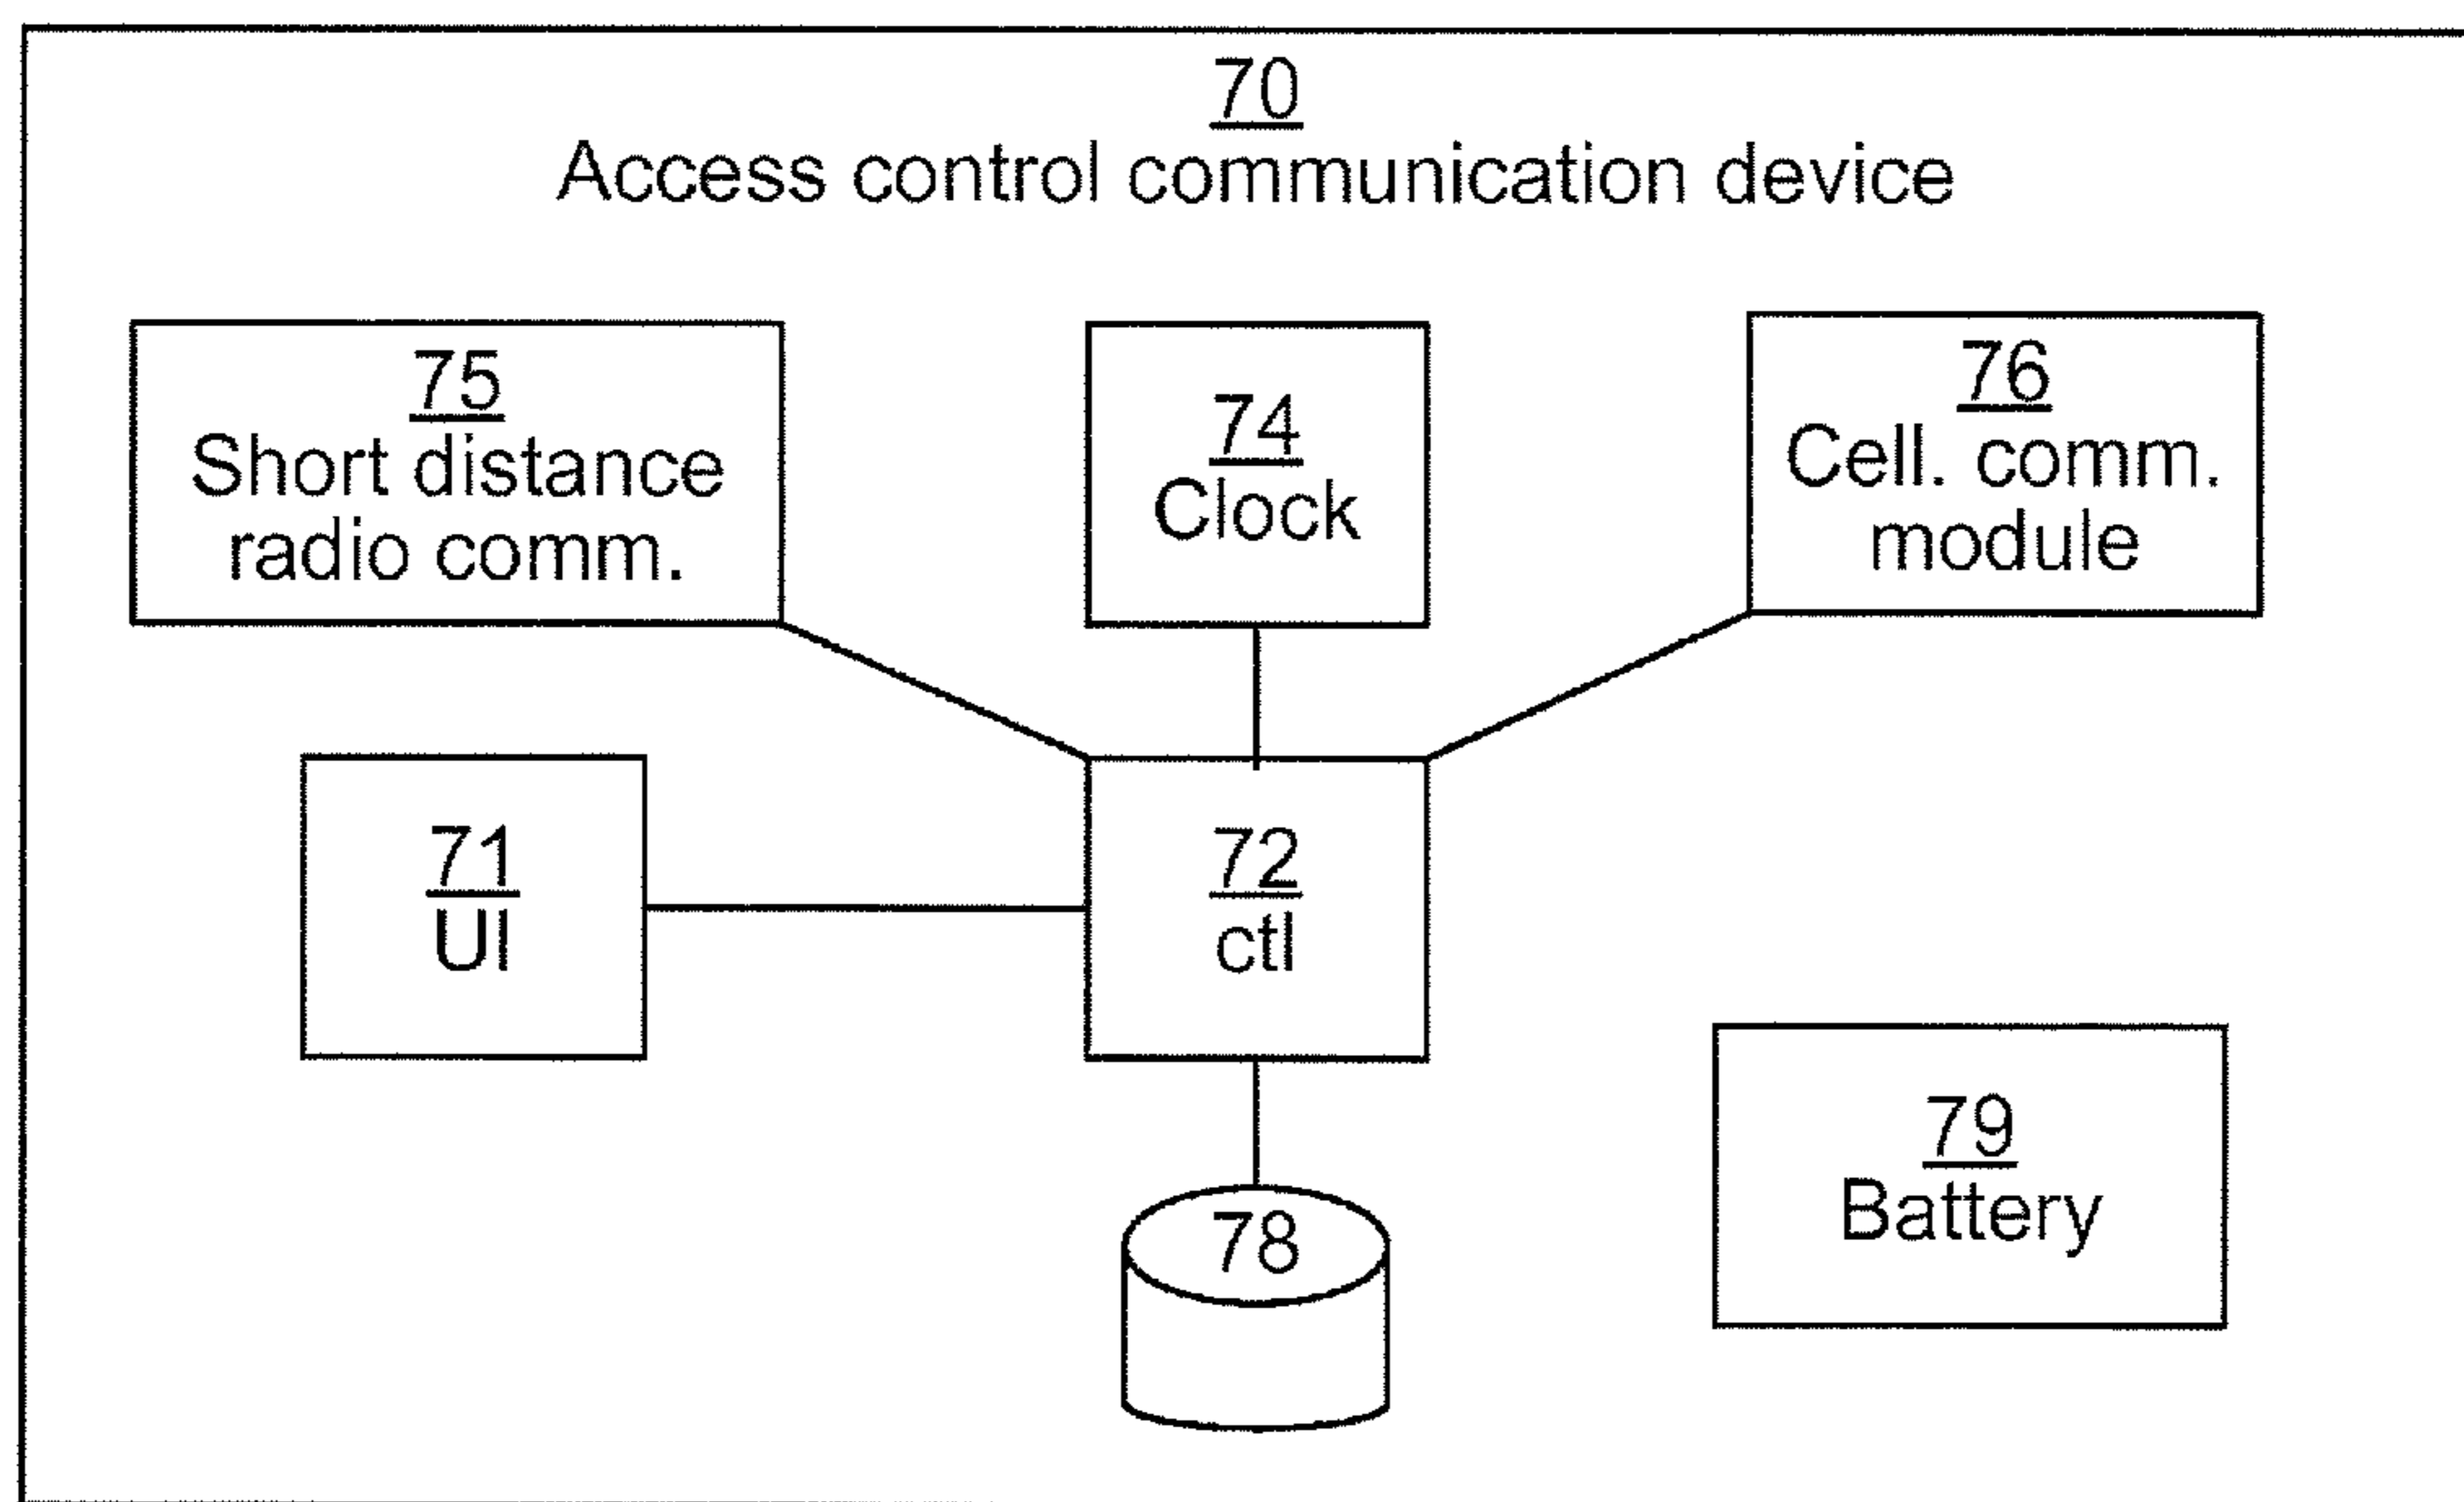 70
Access control communication device
75
Short distance
radio comm.
74
Clock
76
Cell. comm.
module
71
UI
72
ctl
78
79
Battery